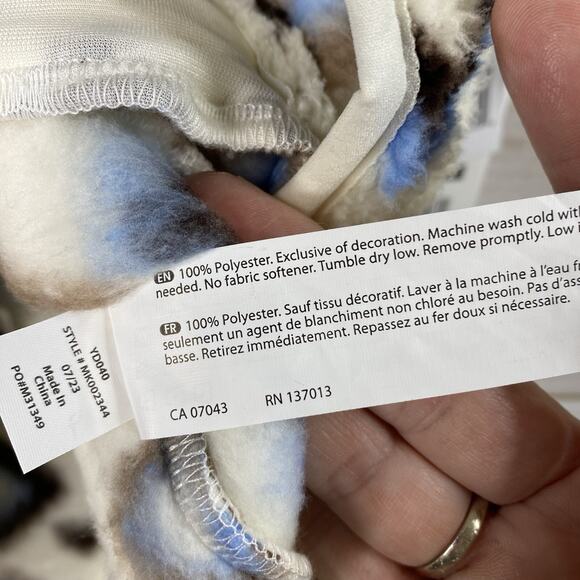 EN 100% Polyester. Exclusive of decoration. Machine wash cold
needed. No fabric softener. Tumble dry low. Remove promptly. Low
FR 100% Polyester. Sauf tissu décoratif. Laver à la machine à l'eau
seulement un agent de blanchiment non chloré au besoin. Pas
basse. Retirez immédiatement. Repassez au fer doux si nécessaire.
CA 07043 RN 137013
YD040
STYLE # MK002344
07/23
Made In
China
PO#M31349